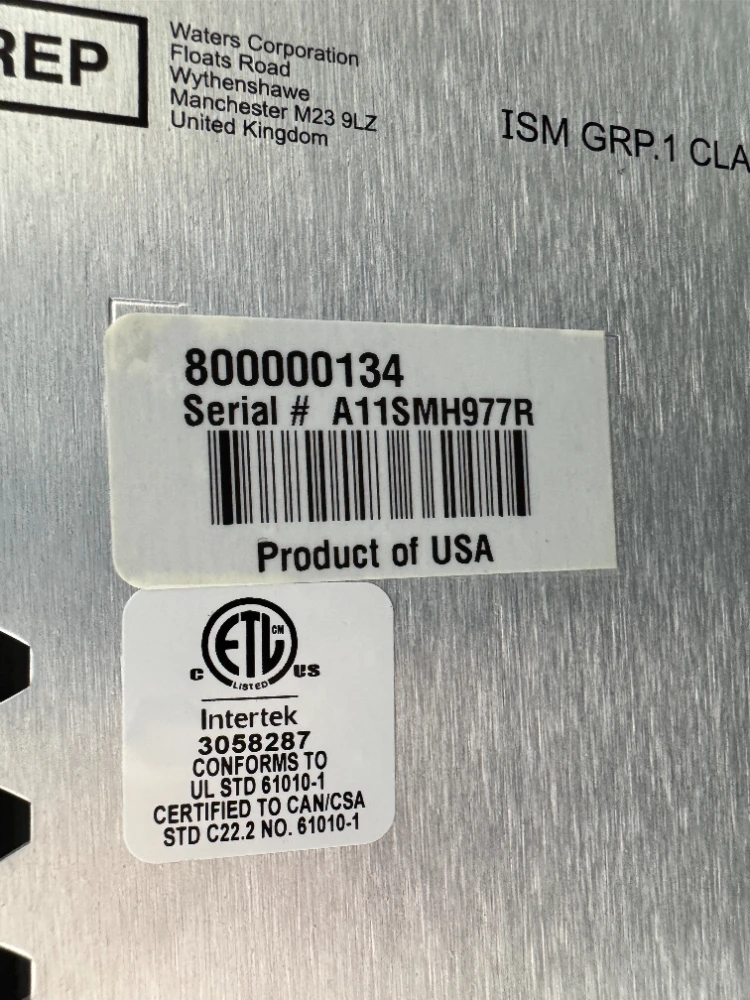 REP
Waters Corporation
Floats Road
Wythenshawe
Manchester M23 9LZ
United Kingdom
ISM GRP.1 CLA
800000134
Serial # A11SMH977R
Product of USA
ETL CM
C US
LISTED
Intertek
3058287
CONFORMS TO
UL STD 61010-1
CERTIFIED TO CAN/CSA
STD C22.2 NO. 61010-1